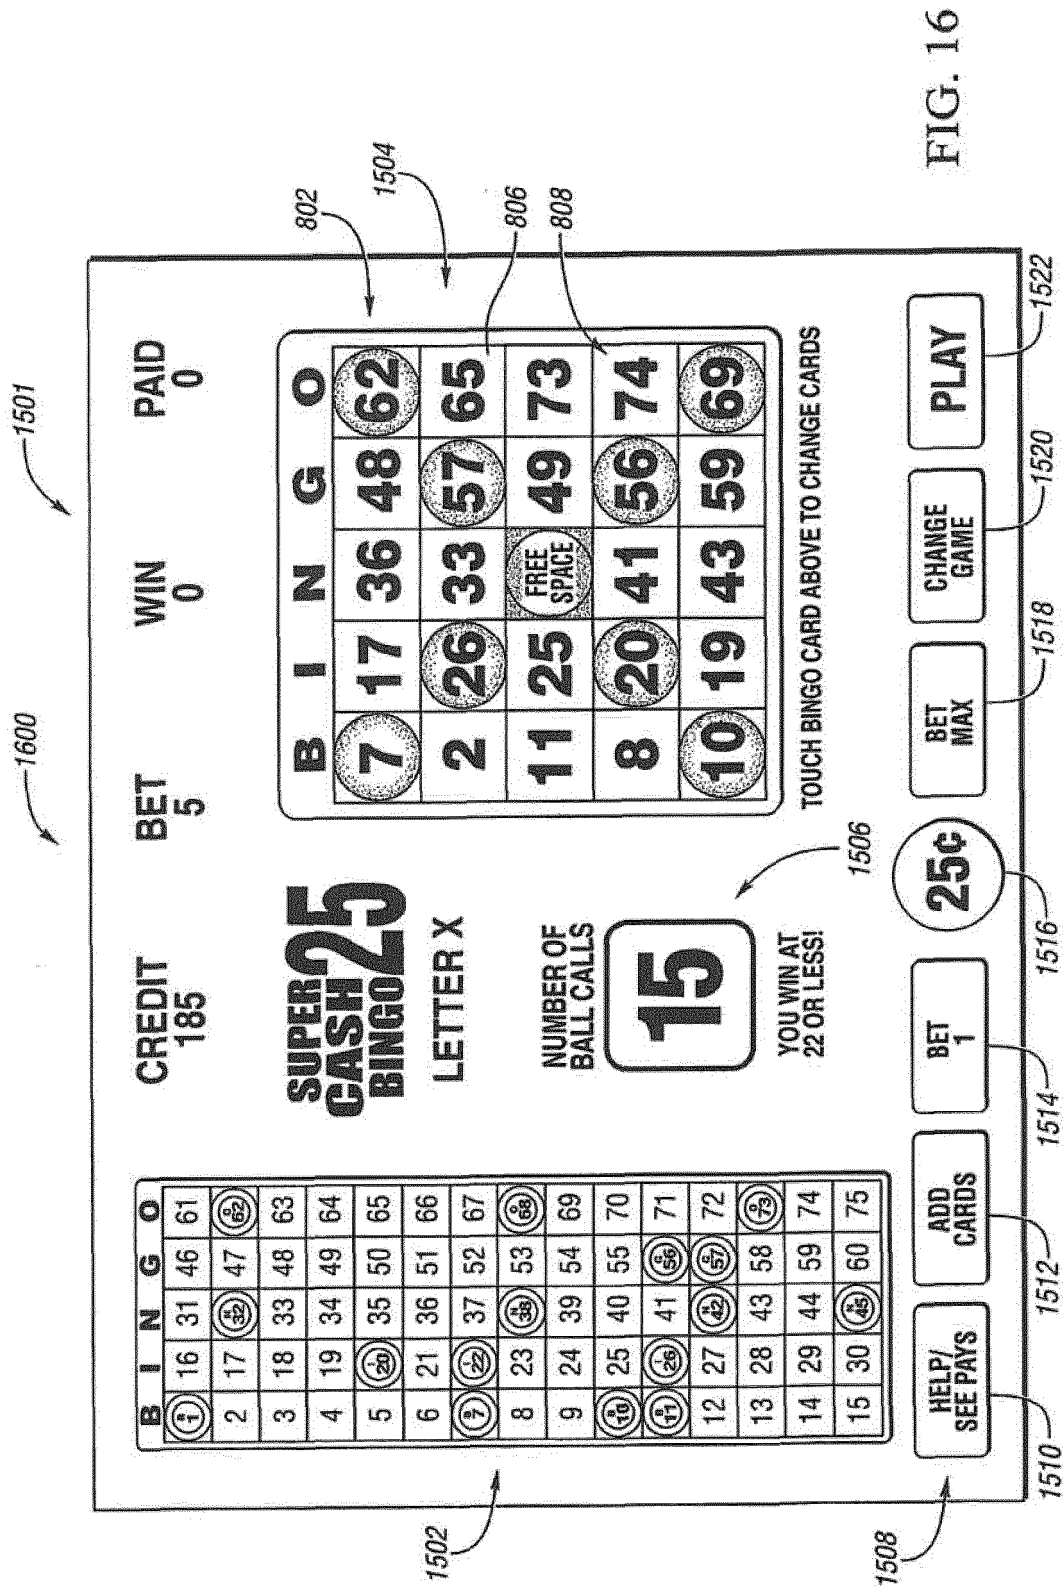 1600
1501
CREDIT BET WIN PAID
185 5 0 0
B I N G O
B 1 16 31 46 61
2 17 N 32 47 O 62
3 18 33 48 63
4 19 34 49 64
5 I 20 35 50 65
6 21 36 51 66
B 7 I 22 37 52 67
8 23 N 38 53 O 68
9 24 39 54 69
B 10 25 40 55 70
B 11 I 26 41 G 56 71
12 27 N 42 G 57 72
13 28 43 58 O 73
14 29 44 59 74
15 30 N 45 60 75
1502
SUPER
CASH
BINGO
25
25
LETTER X
NUMBER OF
BALL CALLS
15
YOU WIN AT
22 OR LESS!
1506
B I N G O
7 17 36 48 62
2 26 33 57 65
11 25 FREE SPACE 49 73
8 20 41 56 74
10 19 43 59 69
TOUCH BINGO CARD ABOVE TO CHANGE CARDS
802
1504
806
808
HELP/
SEE PAYS
ADD
CARDS
BET
1
25¢
BET
MAX
CHANGE
GAME
PLAY
1508
1510
1512
1514
1516
1518
1520
1522
FIG. 16